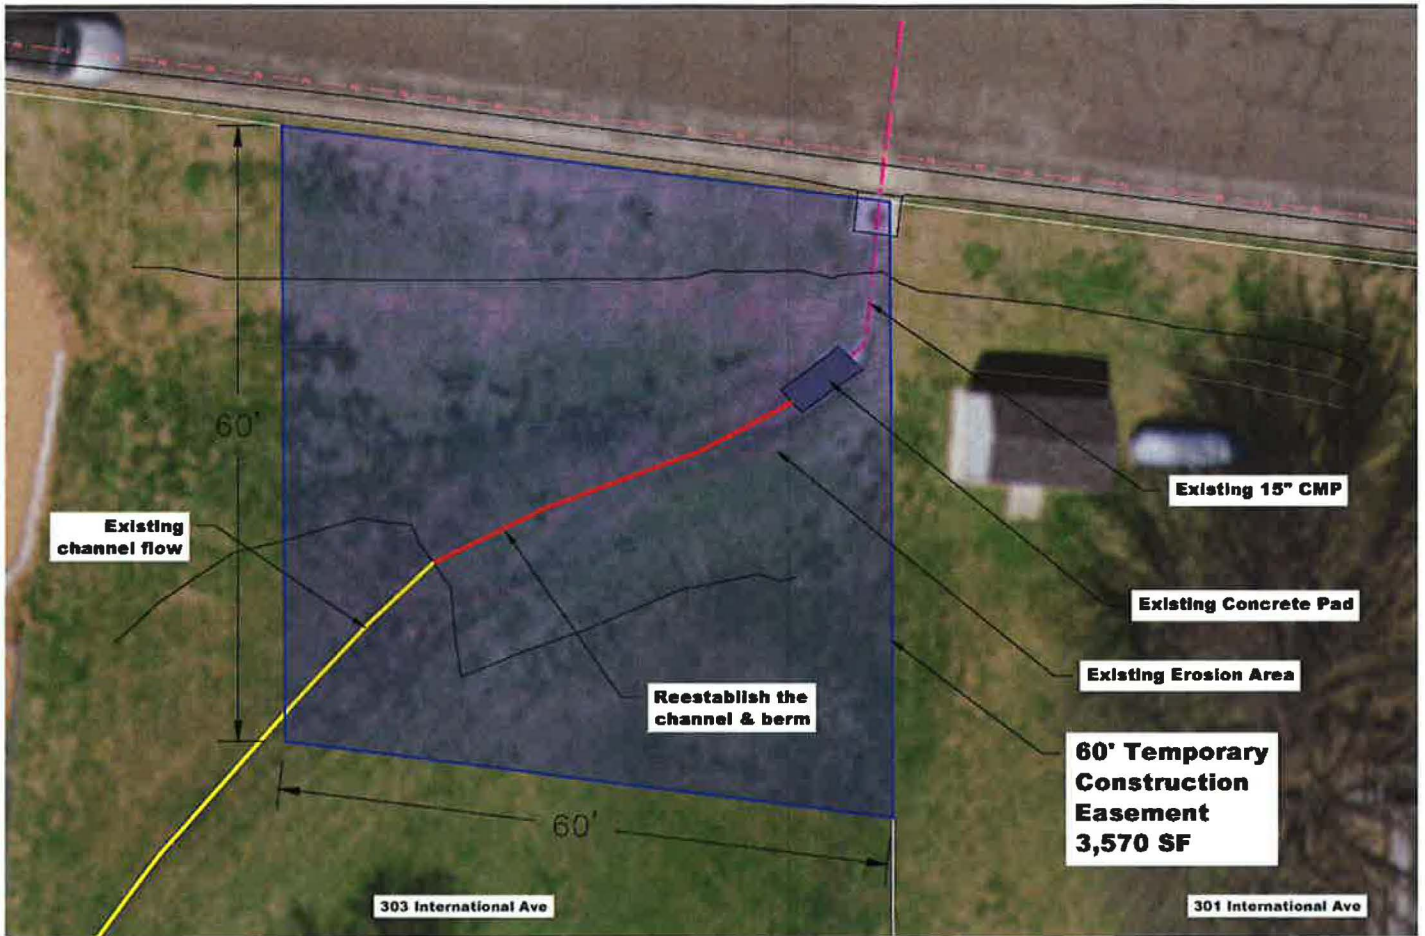 60'
Existing
channel flow
Existing 15" CMP
Existing Concrete Pad
Existing Erosion Area
Reestablish the
channel & berm
60' Temporary
Construction
Easement
3,570 SF
60'
303 International Ave
301 International Ave